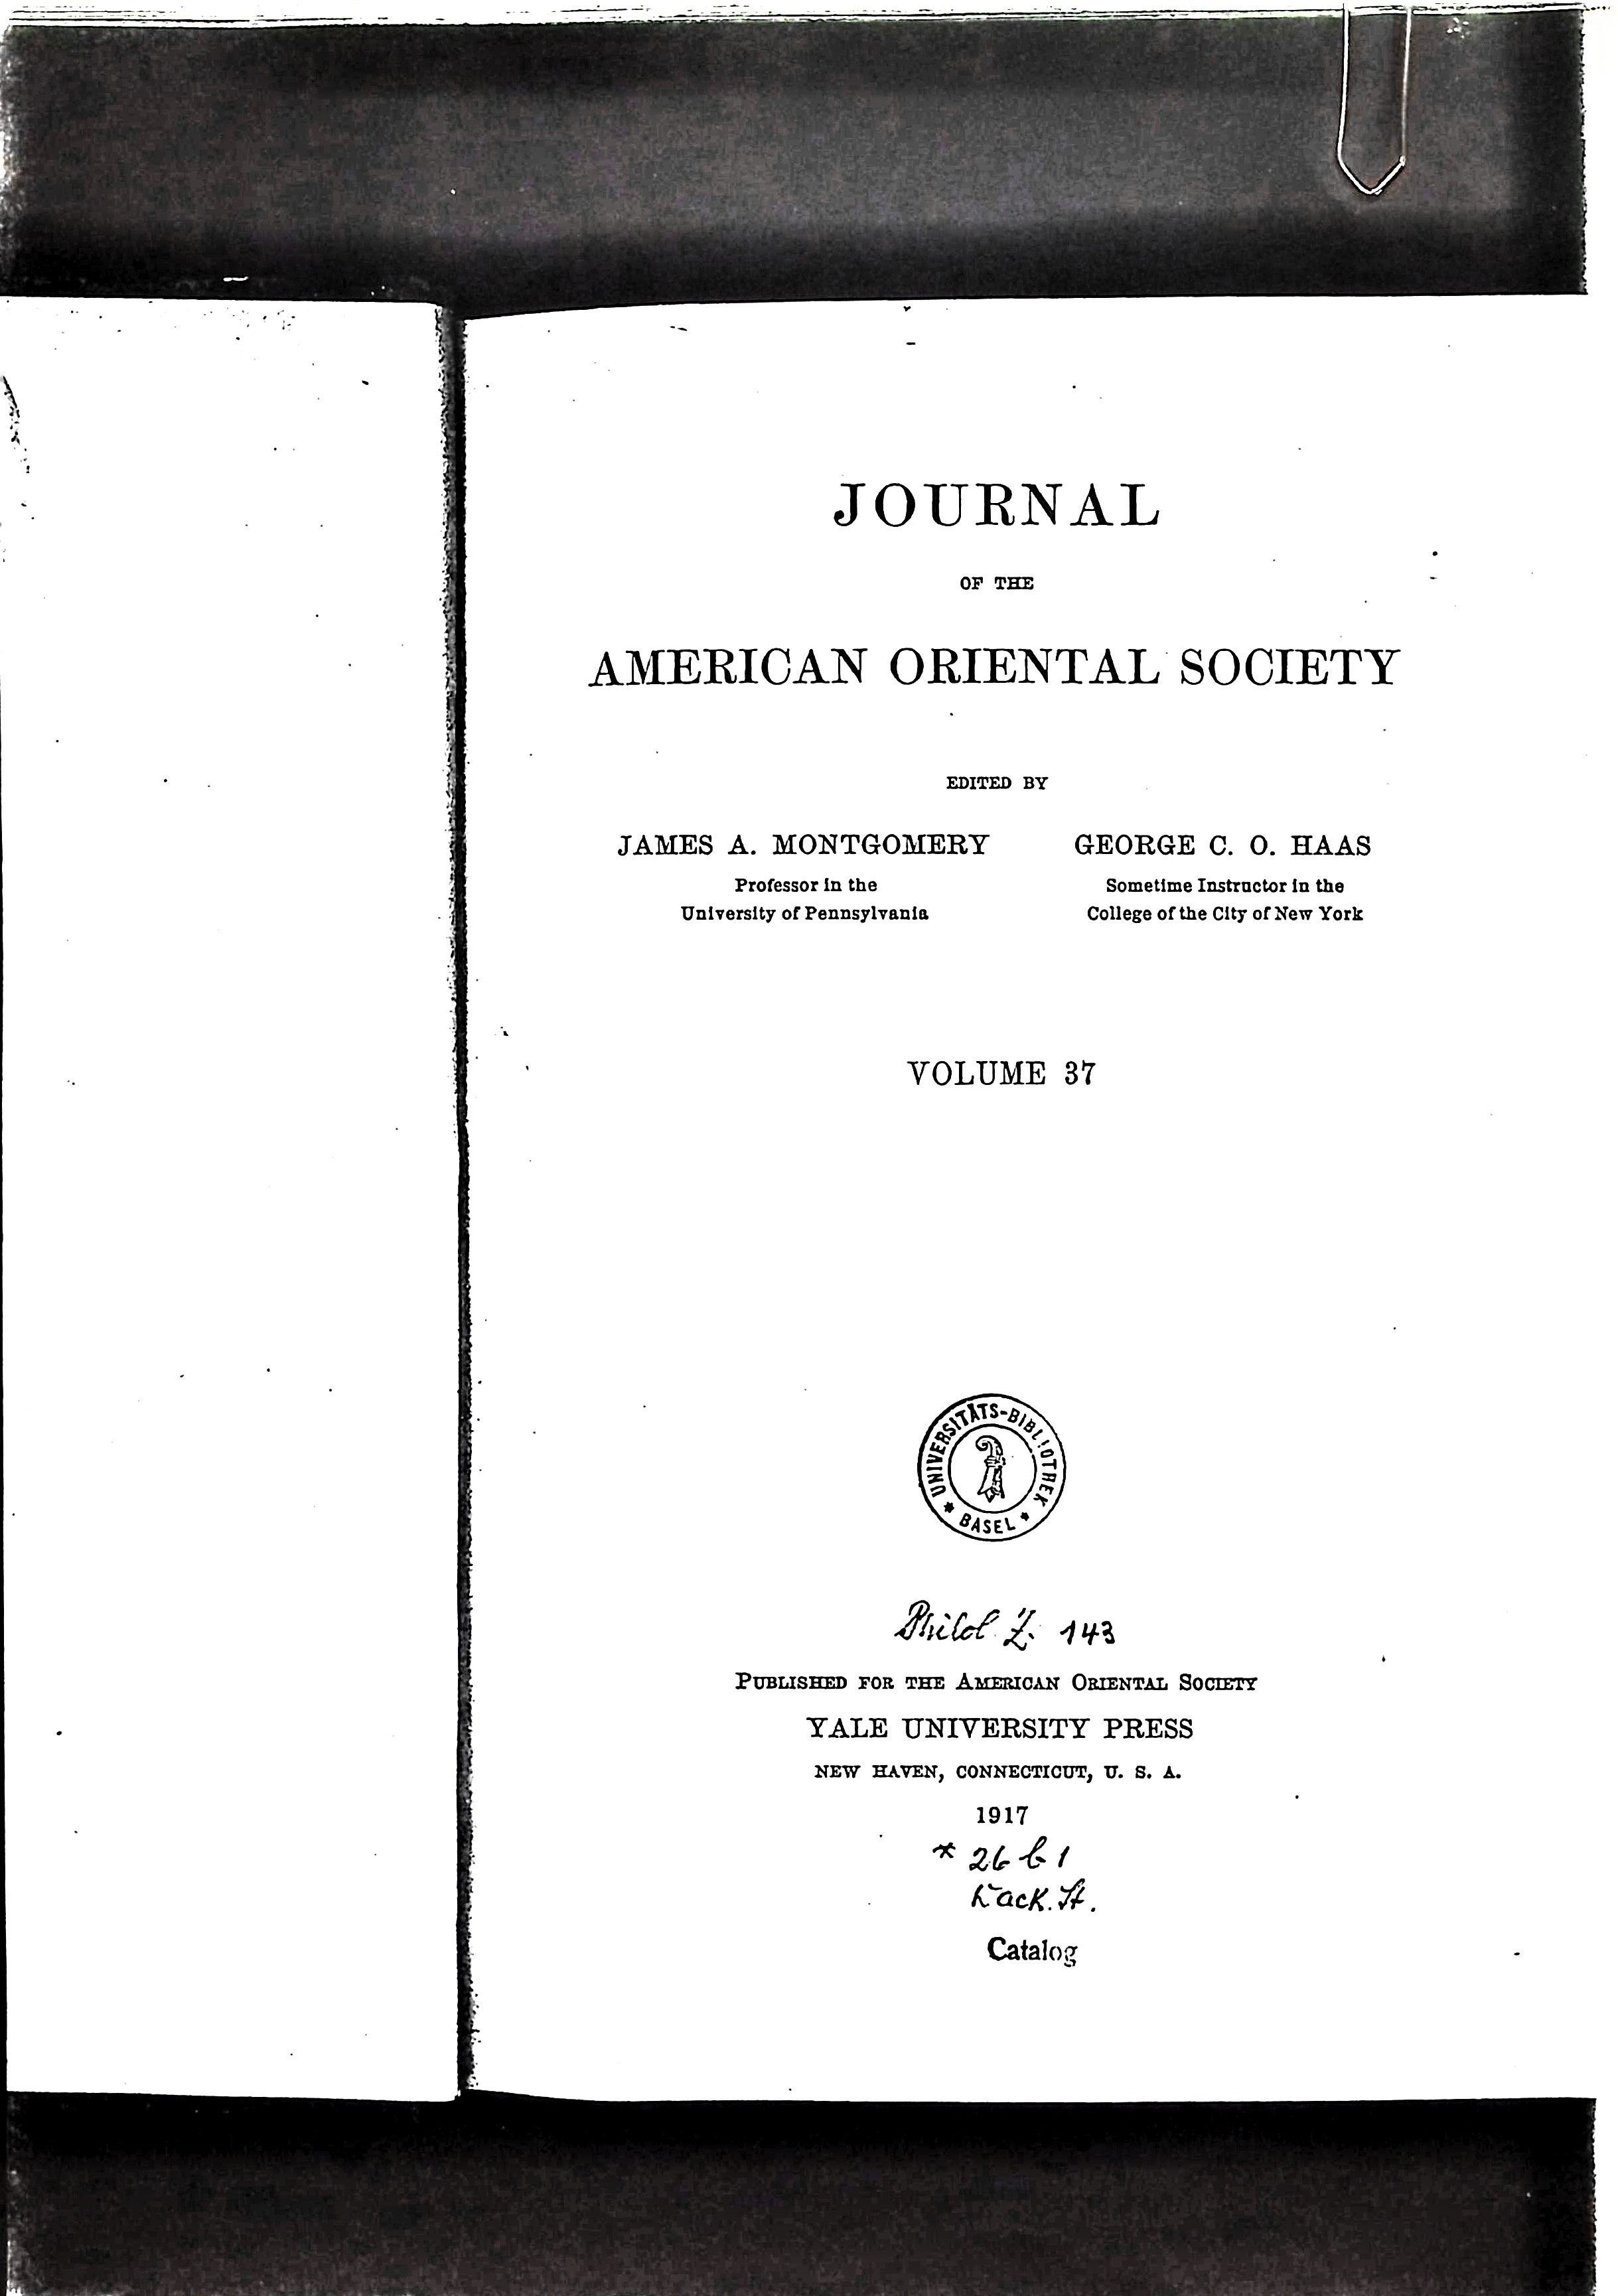 JOURNAL
OF THE
AMERICAN ORIENTAL SOCIETY
EDITED BY
JAMES A. MONTGOMERY
Professor in the
University of Pennsylvania
GEORGE C. O. HAAS
Sometime Instructor in the
College of the City of New York
VOLUME 37
UNIVERSITÄTS-BIBLIOTHEK
* BASEL *
Philol. Z. 143
PUBLISHED FOR THE AMERICAN ORIENTAL SOCIETY
YALE UNIVERSITY PRESS
NEW HAVEN, CONNECTICUT, U. S. A.
1917
* 26 b 1
Catalog